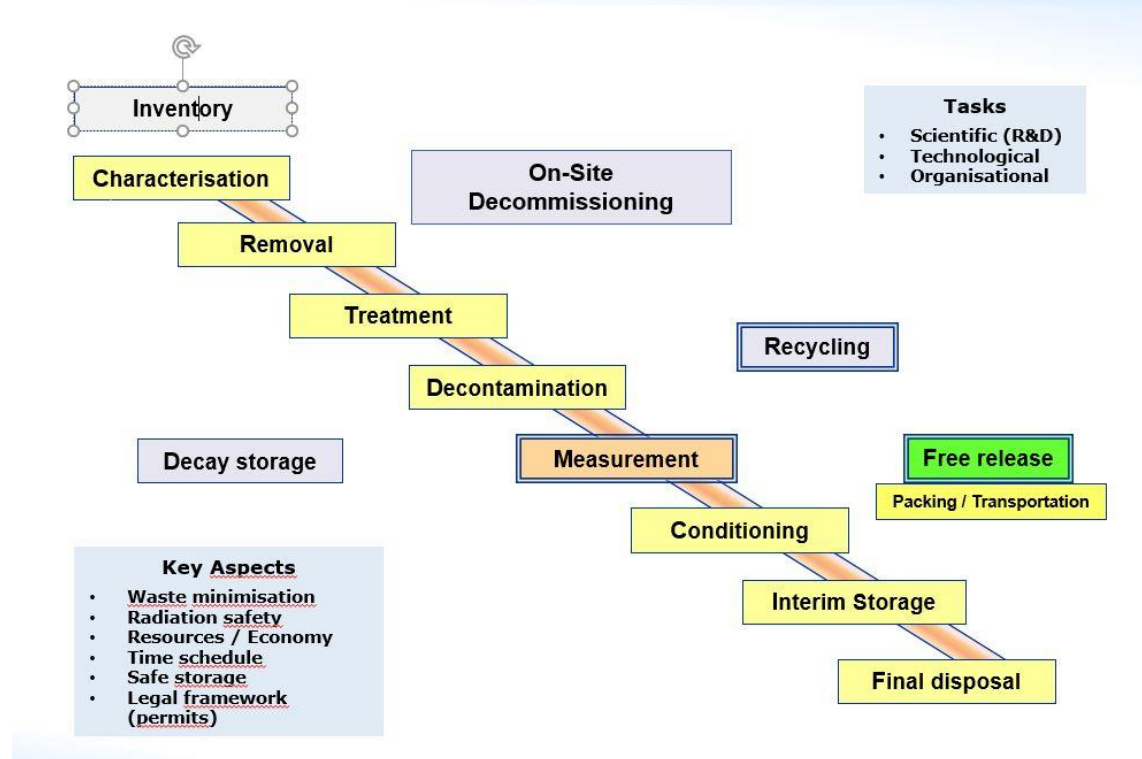 Inventory
Tasks
• Scientific (R&D)
• Technological
• Organisational
Characterisation
On-Site
Decommissioning
Removal
Treatment
Recycling
Decontamination
Decay storage
Measurement
Free release
Packing / Transportation
Conditioning
Key Aspects
• Waste minimisation
• Radiation safety
• Resources / Economy
• Time schedule
• Safe storage
• Legal framework
(permits)
Interim Storage
Final disposal